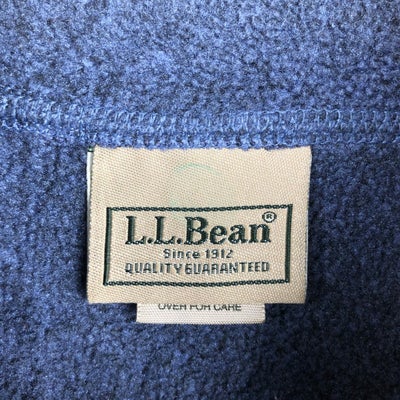 L.L.Bean®
Since 1912
QUALITY GUARANTEED
OVER FOR CARE